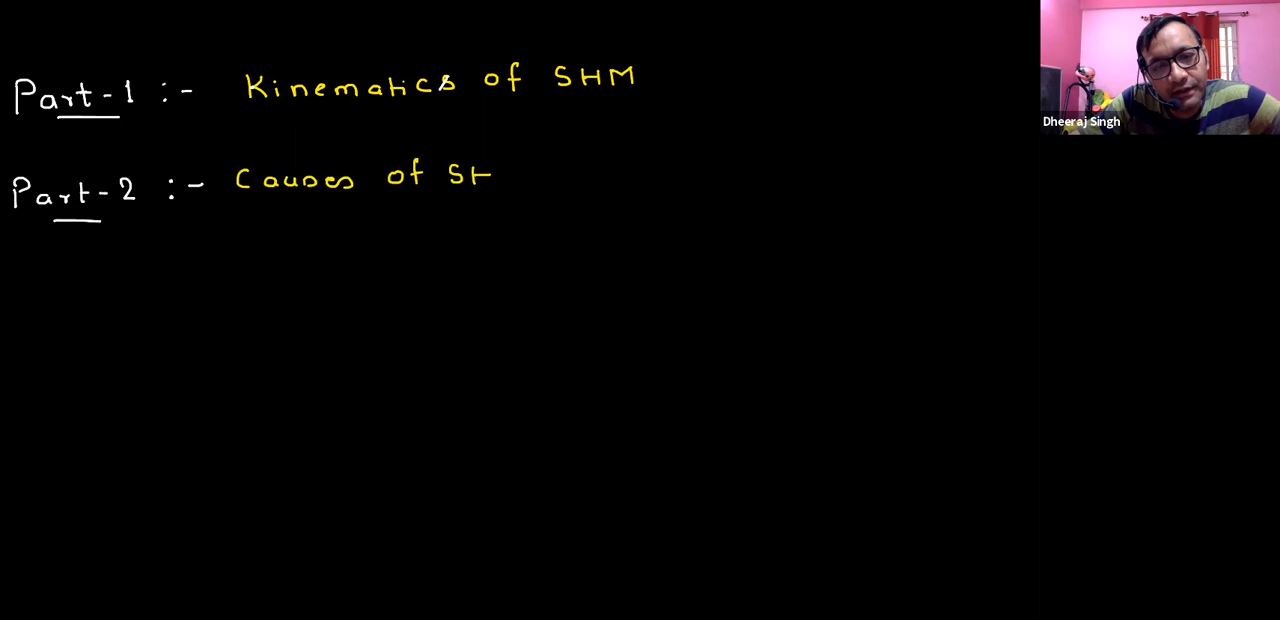 Part-1 :- Kinematics of SHM
Dheeraj Singh
Part-2 :- Causes of SH